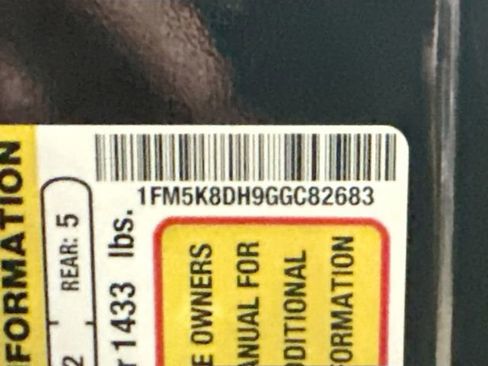 1FM5K8DH9GGC82683
FORMATION
REAR: 5
2
r 1433 lbs.
E OWNERS
ANUAL FOR
DDITIONAL
FORMATION